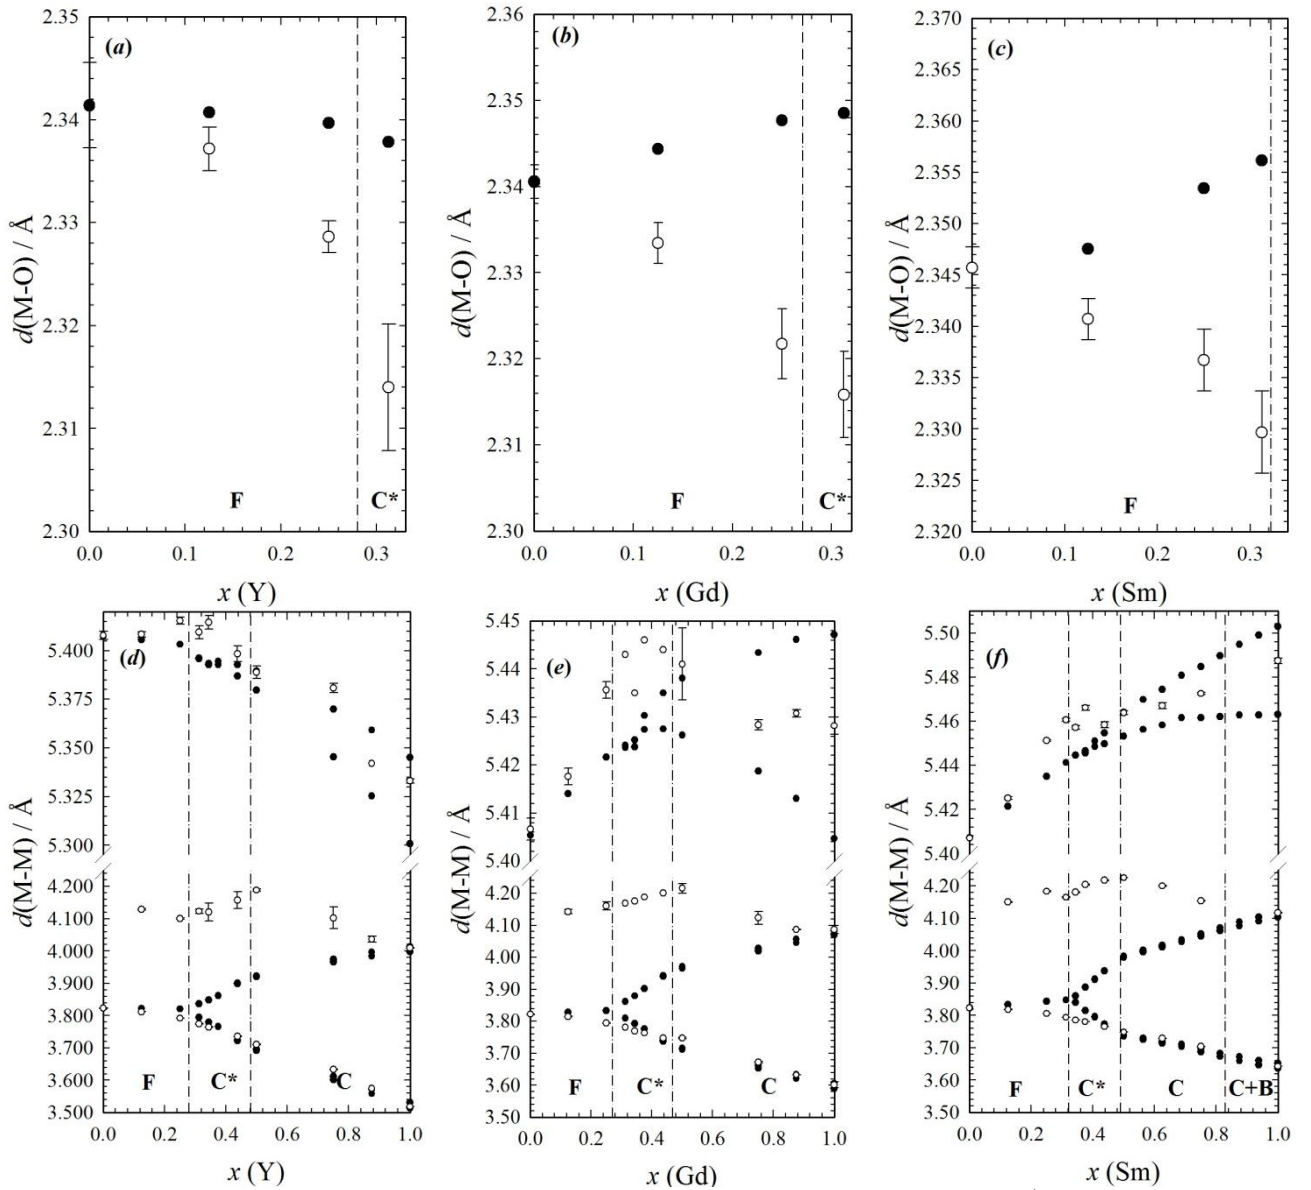 (a)
2.35
2.34
2.33
2.32
2.31
2.30
d(M-O) / Å
F
C*
0.0 0.1 0.2 0.3
x (Y)
(b)
2.36
2.35
2.34
2.33
2.32
2.31
2.30
d(M-O) / Å
F
C*
0.0 0.1 0.2 0.3
x (Gd)
(c)
2.370
2.365
2.360
2.355
2.350
2.345
2.340
2.335
2.330
2.325
2.320
d(M-O) / Å
F
0.0 0.1 0.2 0.3
x (Sm)
(d)
5.400
5.375
5.350
5.325
5.300
4.200
4.100
4.000
3.900
3.800
3.700
3.600
3.500
d(M-M) / Å
F
C*
C
0.0 0.2 0.4 0.6 0.8 1.0
x (Y)
(e)
5.45
5.44
5.43
5.42
5.41
5.40
4.20
4.10
4.00
3.90
3.80
3.70
3.60
3.50
d(M-M) / Å
F
C*
C
0.0 0.2 0.4 0.6 0.8 1.0
x (Gd)
(f)
5.50
5.48
5.46
5.44
5.42
5.40
4.20
4.10
4.00
3.90
3.80
3.70
3.60
3.50
d(M-M) / Å
F
C*
C
C+B
0.0 0.2 0.4 0.6 0.8 1.0
x (Sm)